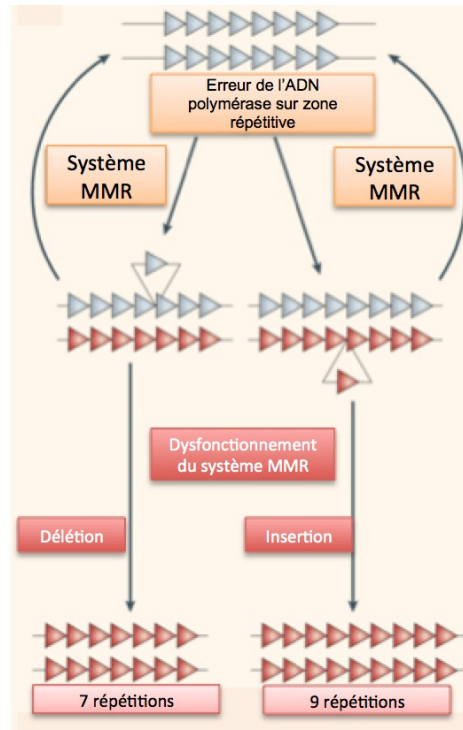 Erreur de l'ADN
polymérase sur zone
répétitive
Système
MMR
Système
MMR
Dysfonctionnement
du système MMR
Délétion
Insertion
7 répétitions
9 répétitions